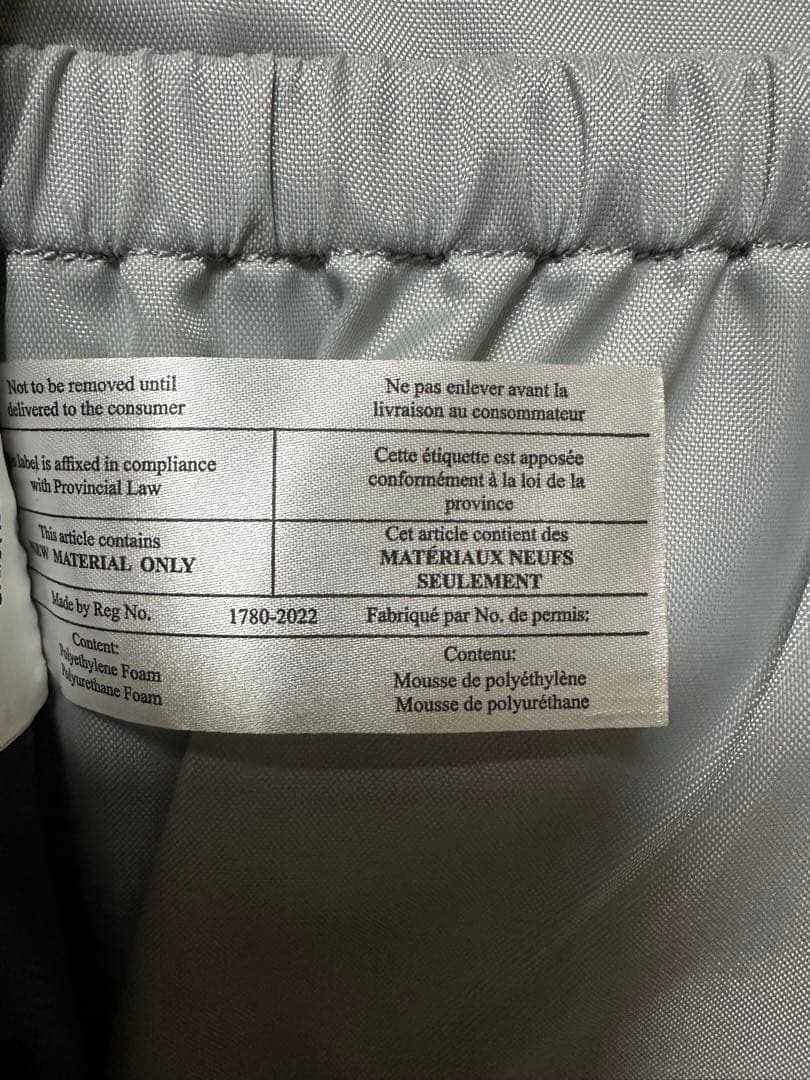 Not to be removed until
delivered to the consumer
Ne pas enlever avant la
livraison au consommateur
label is affixed in compliance
with Provincial Law
Cette étiquette est apposée
conformément à la loi de la
province
This article contains
NEW MATERIAL ONLY
Cet article contient des
MATÉRIAUX NEUFS
SEULEMENT
Made by Reg No. 1780-2022 Fabriqué par No. de permis:
Content:
Polyethylene Foam
Polyurethane Foam
Contenu:
Mousse de polyéthylène
Mousse de polyuréthane